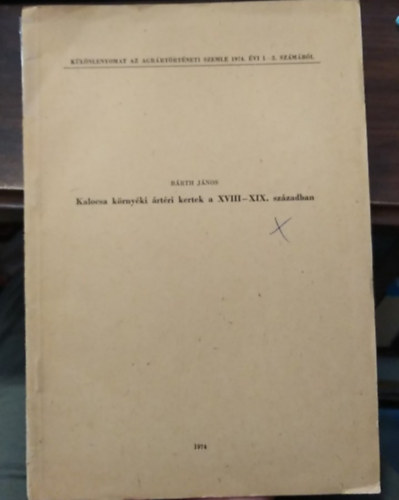 KÜLÖNLENYOMAT AZ AGRÁRTÖRTÉNETI SZEMLE 1974. ÉVI 1–2. SZÁMÁBÓL
BÁRTH JÁNOS
Kalocsa környéki ártéri kertek a XVIII–XIX. században
1974